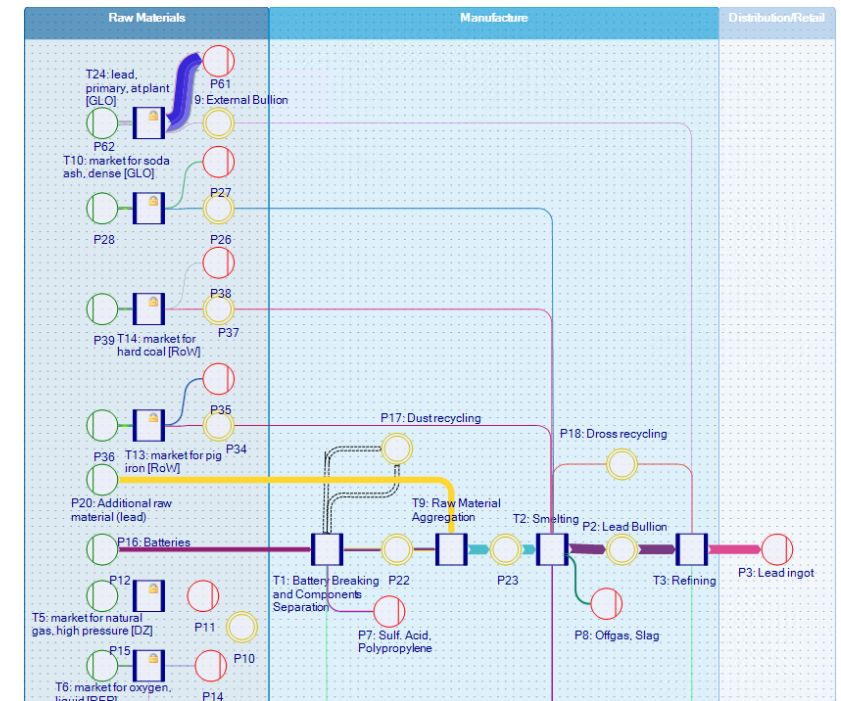 Raw Materials
Manufacture
Distribution/Retail
T24: lead,
primary, at plant
[GLO]
P61
9: External Bullion
P62
T10: market for soda
ash, dense [GLO]
P27
P28
P26
P38
P37
P39
T14: market for
hard coal [RoW]
P35
P34
P36
T13: market for pig
iron [RoW]
P17: Dust recycling
P18: Dross recycling
P20: Additional raw
material (lead)
T9: Raw Material
Aggregation
T2: Smelting
P2: Lead Bullion
P16: Batteries
P12
T1: Battery Breaking
and Components
Separation
P22
P23
T3: Refining
P3: Lead ingot
T5: market for natural
gas, high pressure [DZ]
P11
P10
P7: Sulf. Acid,
Polypropylene
P8: Offgas, Slag
P15
T6: market for oxygen,
liquid [RER]
P14